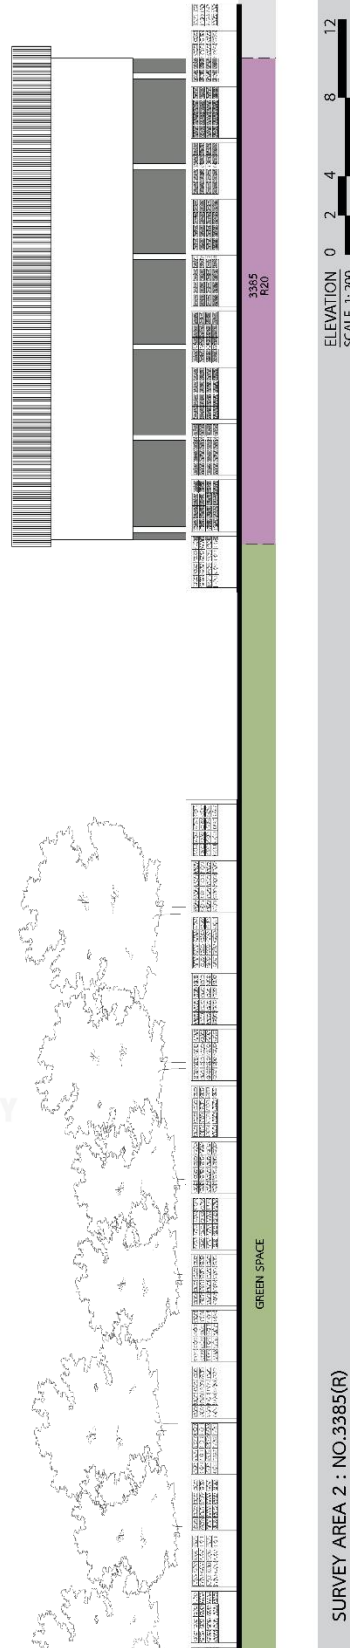 3385
R20
GREEN SPACE
SURVEY AREA 2 : NO.3385(R)
ELEVATION
SCALE 1:200
0 2 4 8 12